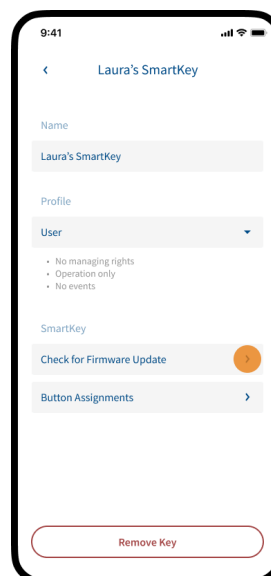 9:41
Laura's SmartKey
Name
Laura's SmartKey
Profile
User
• No managing rights
• Operation only
• No events
SmartKey
Check for Firmware Update
Button Assignments
Remove Key